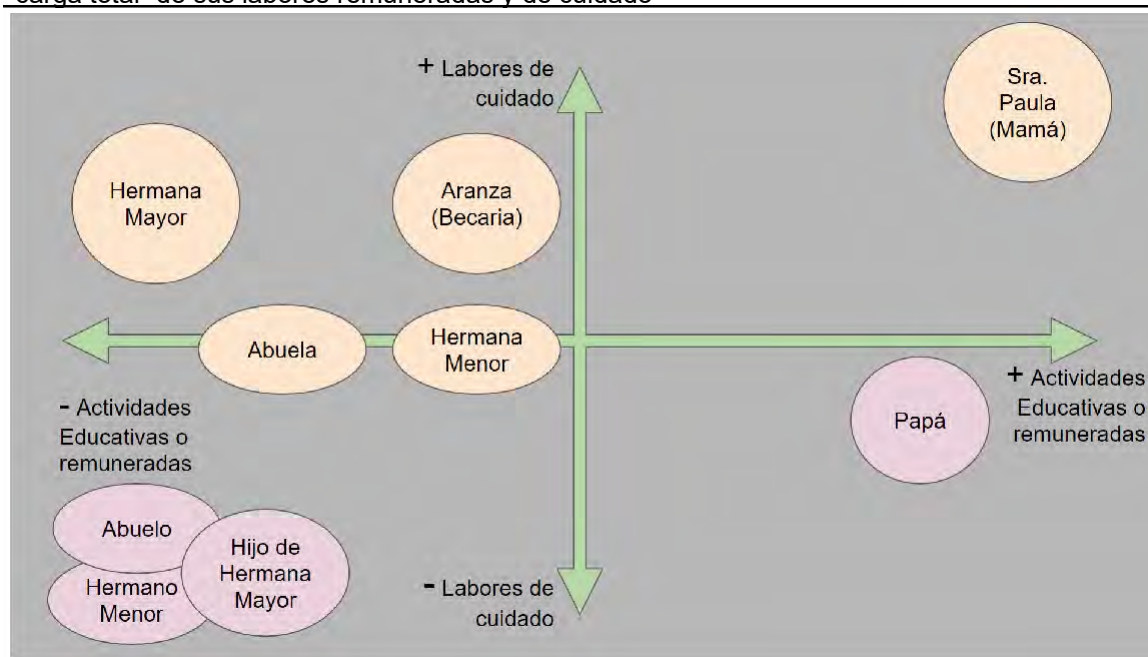 carga total de sus labores remuneradas y de cuidado
+ Labores de
cuidado
Sra.
Paula
(Mamá)
Hermana
Mayor
Aranza
(Becaria)
Abuela
Hermana
Menor
- Actividades
Educativas o
remuneradas
Papá
+ Actividades
Educativas o
remuneradas
Abuelo
Hijo de
Hermana
Mayor
Hermano
Menor
- Labores de
cuidado